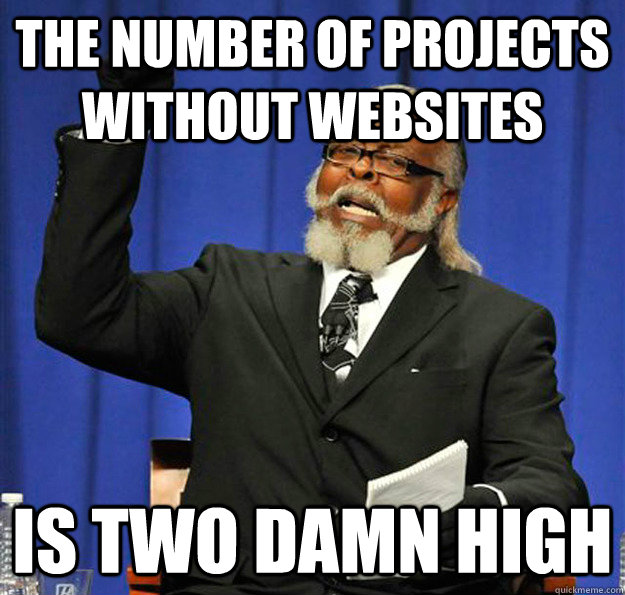 THE NUMBER OF PROJECTS
WITHOUT WEBSITES
IS TWO DAMN HIGH
quickmeme.com